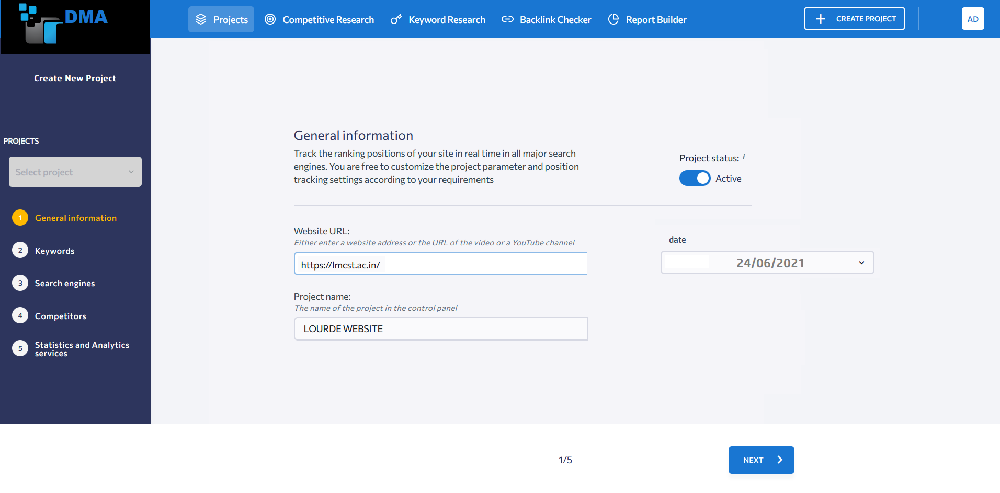 DMA
Projects
Competitive Research
Keyword Research
Backlink Checker
Report Builder
CREATE PROJECT
AD
Create New Project
PROJECTS
Select project
1 General information
2 Keywords
3 Search engines
4 Competitors
5 Statistics and Analytics
services
General information
Track the ranking positions of your site in real time in all major search
engines. You are free to customize the project parameter and position
tracking settings according to your requirements
Project status: i
Active
Website URL:
Either enter a website address or the URL of the video or a YouTube channel
https://lmcst.ac.in/
date
24/06/2021
Project name:
The name of the project in the control panel
LOURDE WEBSITE
1/5
NEXT